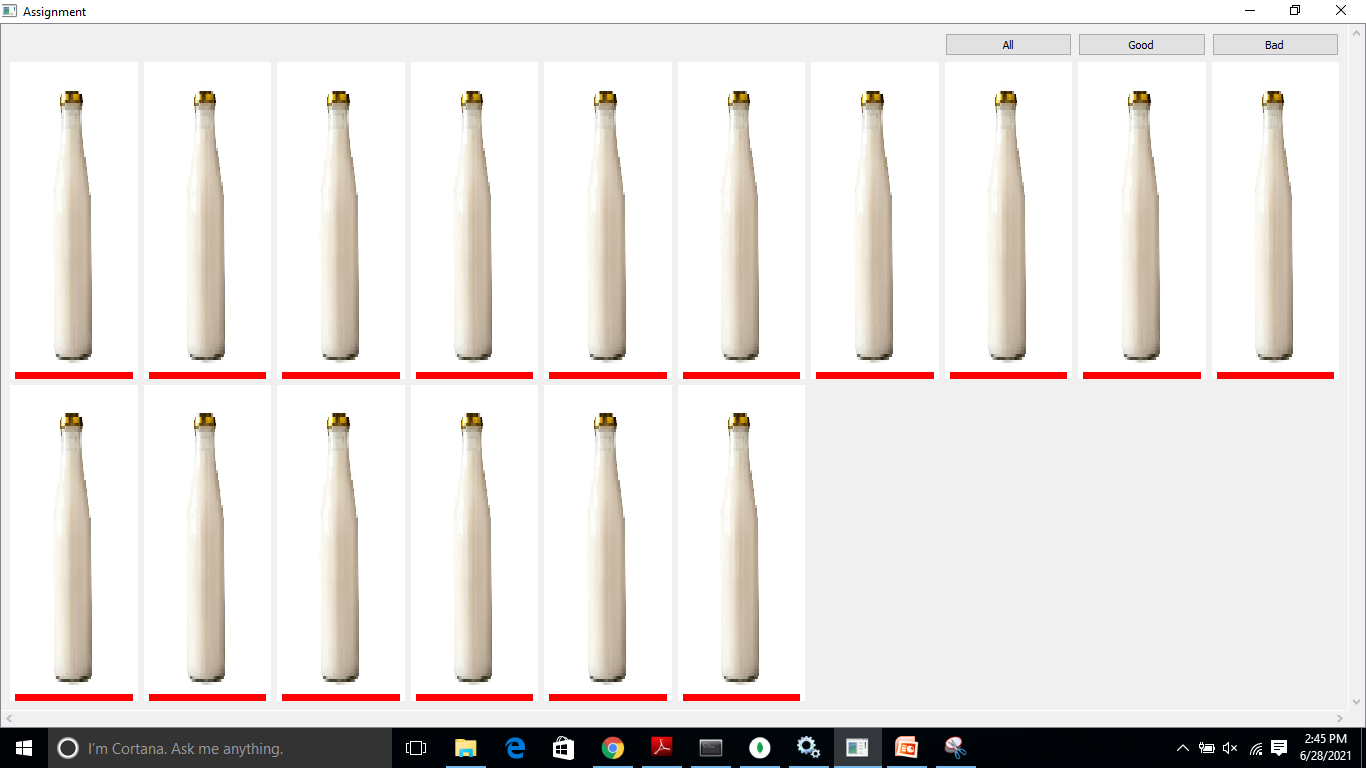 Assignment
All
Good
Bad
I'm Cortana. Ask me anything.
2:45 PM
6/28/2021